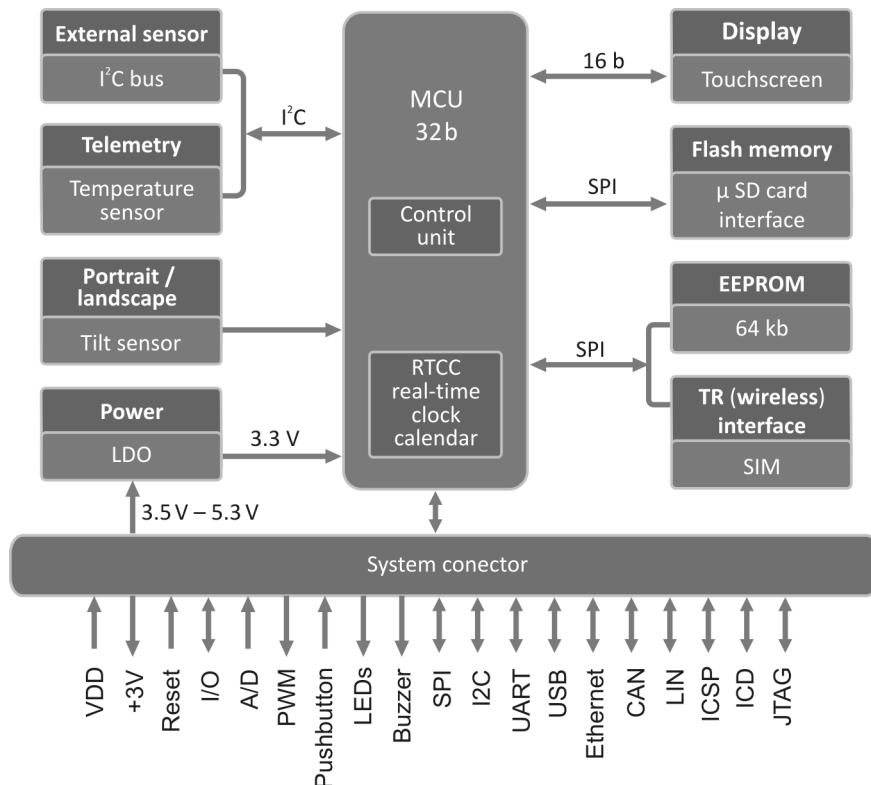 External sensor
I²C bus
Telemetry
Temperature
sensor
I²C
Portrait /
landscape
Tilt sensor
Power
LDO
3.3 V
3.5 V – 5.3 V
MCU
32 b
Control
unit
RTCC
real-time
clock
calendar
16 b
Display
Touchscreen
SPI
Flash memory
µ SD card
interface
SPI
EEPROM
64 kb
TR (wireless)
interface
SIM
System conector
VDD
+3V
Reset
I/O
A/D
PWM
Pushbutton
LEDs
Buzzer
SPI
I2C
UART
USB
Ethernet
CAN
LIN
ICSP
ICD
JTAG